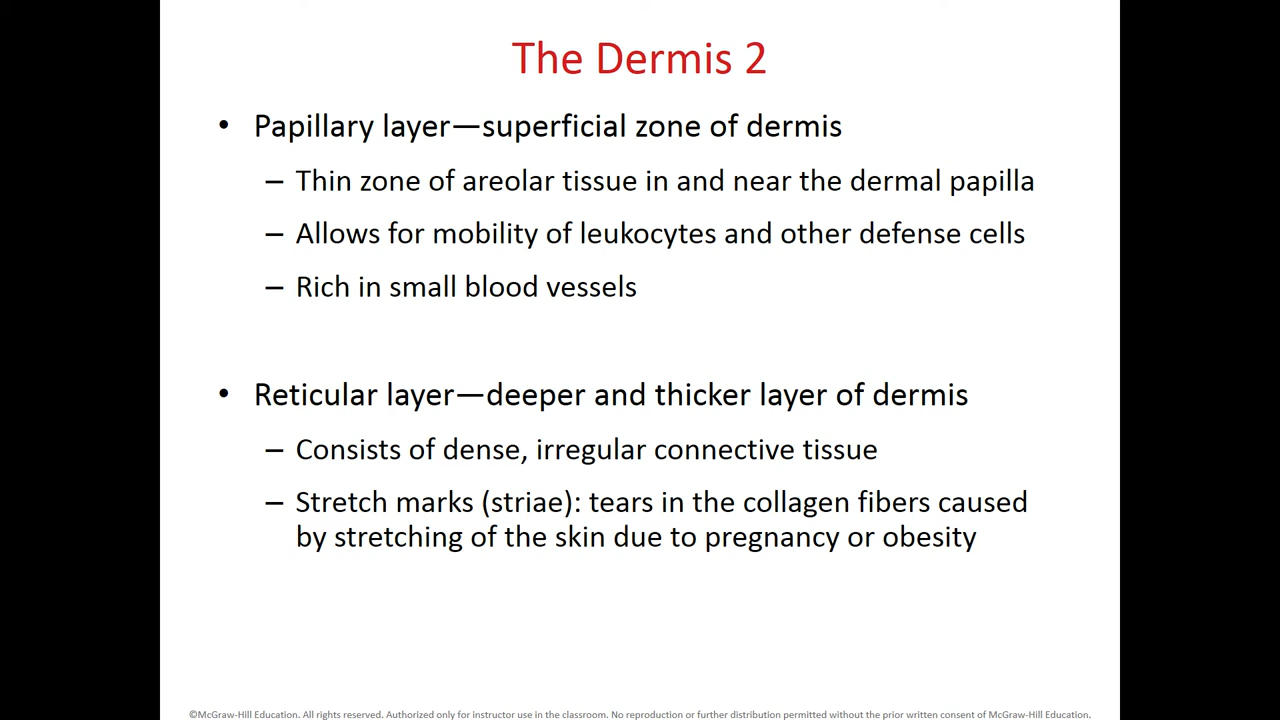 The Dermis 2
• Papillary layer—superficial zone of dermis
– Thin zone of areolar tissue in and near the dermal papilla
– Allows for mobility of leukocytes and other defense cells
– Rich in small blood vessels
• Reticular layer—deeper and thicker layer of dermis
– Consists of dense, irregular connective tissue
– Stretch marks (striae): tears in the collagen fibers caused
by stretching of the skin due to pregnancy or obesity
©McGraw-Hill Education. All rights reserved. Authorized only for instructor use in the classroom. No reproduction or further distribution permitted without the prior written consent of McGraw-Hill Education.